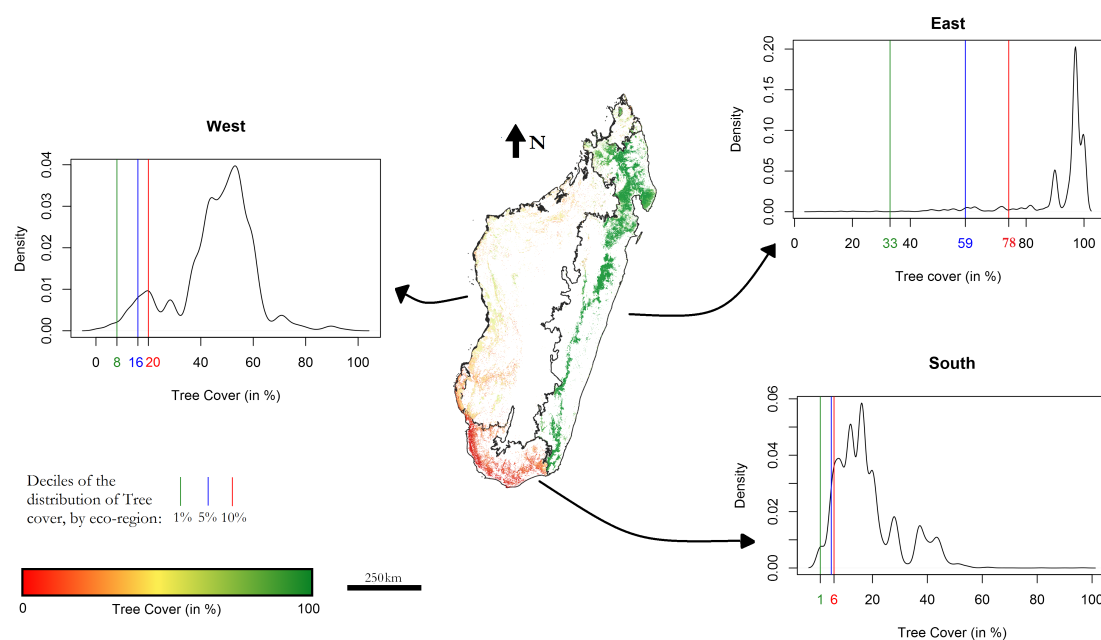 East
Density
0.00 0.05 0.10 0.15 0.20
0 20 33 40 59 78 80 100
Tree cover (in %)
West
Density
0.00 0.01 0.02 0.03 0.04
0 8 16 20 40 60 80 100
Tree Cover (in %)
N
South
Density
0.00 0.02 0.04 0.06
1 6 20 40 60 80 100
Tree Cover (in %)
Deciles of the
distribution of Tree
cover, by eco-region: 1% 5% 10%
0 Tree Cover (in %) 100
250km